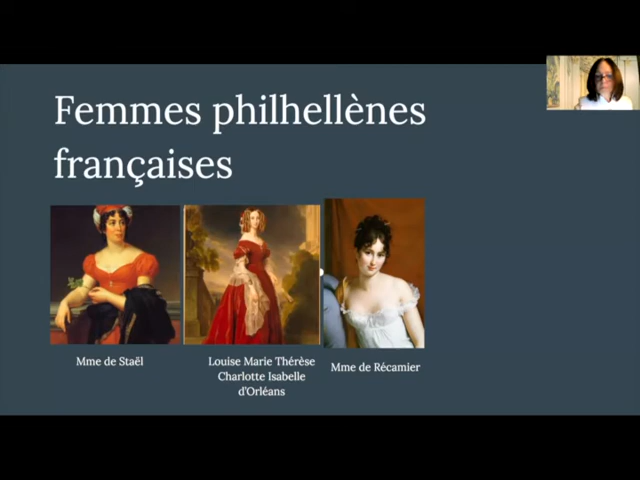 Femmes philhellènes
françaises
Mme de Staël
Louise Marie Thérèse
Charlotte Isabelle
d'Orléans
Mme de Récamier